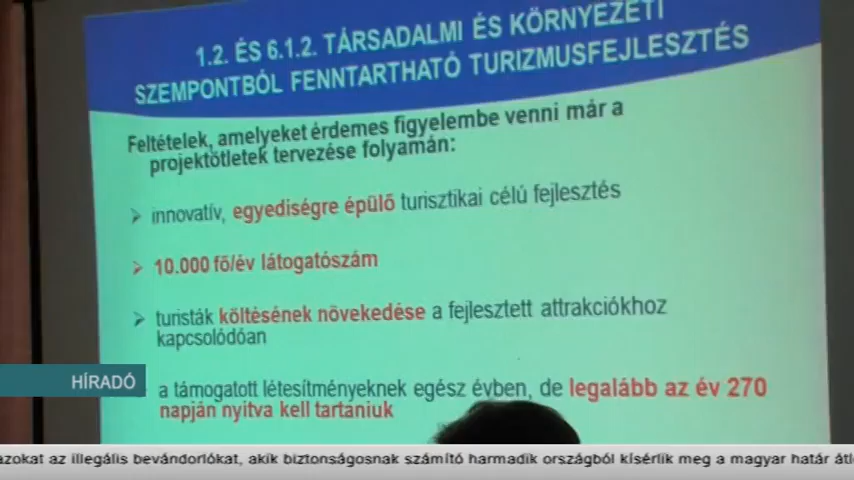 1.2. ÉS 6.1.2. TÁRSADALMI ÉS KÖRNYEZETI
SZEMPONTBÓL FENNTARTHATÓ TURIZMUSFEJLESZTÉS
Feltételek, amelyeket érdemes figyelembe venni már a
projektötletek tervezése folyamán:
innovatív, egyediségre épülő turisztikai célú fejlesztés
10.000 fő/év látogatószám
turisták költésének növekedése a fejlesztett attrakciókhoz
kapcsolódóan
a támogatott létesítményeknek egész évben, de legalább az év 270
napján nyitva kell tartaniuk
HÍRADÓ
azokat az illegális bevándorlókat, akik biztonságosnak számító harmadik országból kísérlik meg a magyar határ